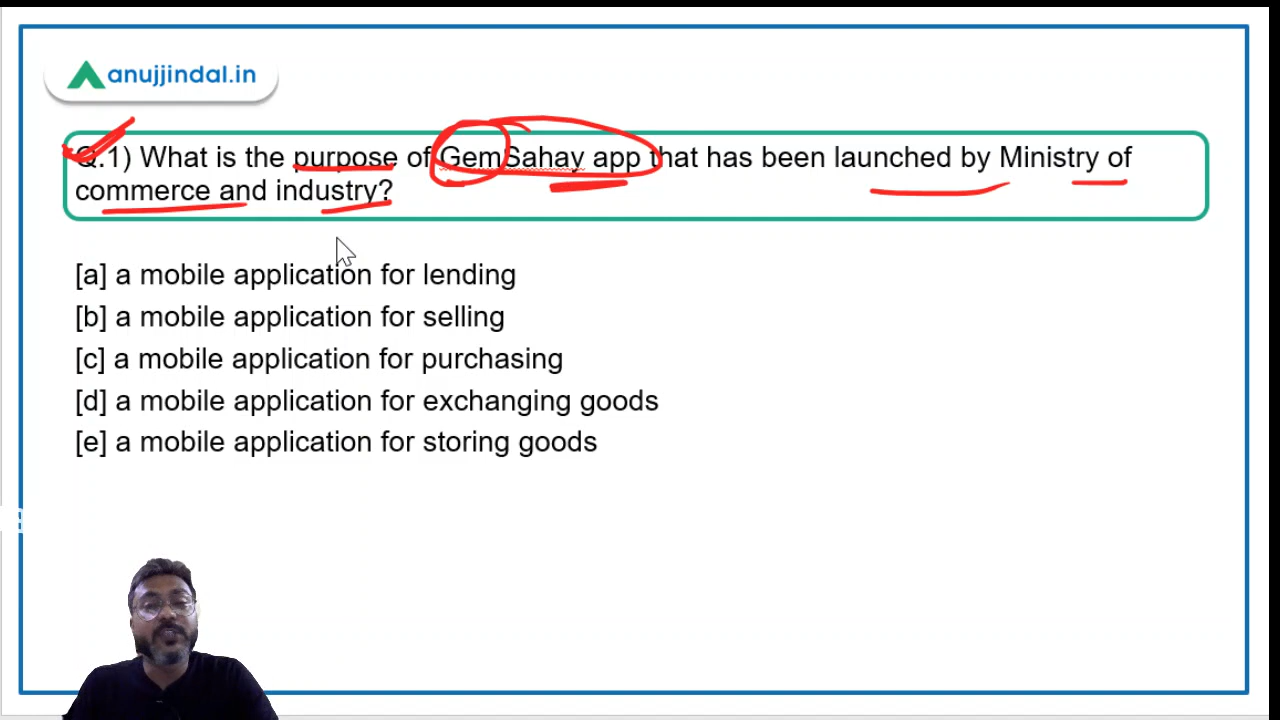 anujjindal.in
Q.1) What is the purpose of GemSahay app that has been launched by Ministry of
commerce and industry?
[a] a mobile application for lending
[b] a mobile application for selling
[c] a mobile application for purchasing
[d] a mobile application for exchanging goods
[e] a mobile application for storing goods